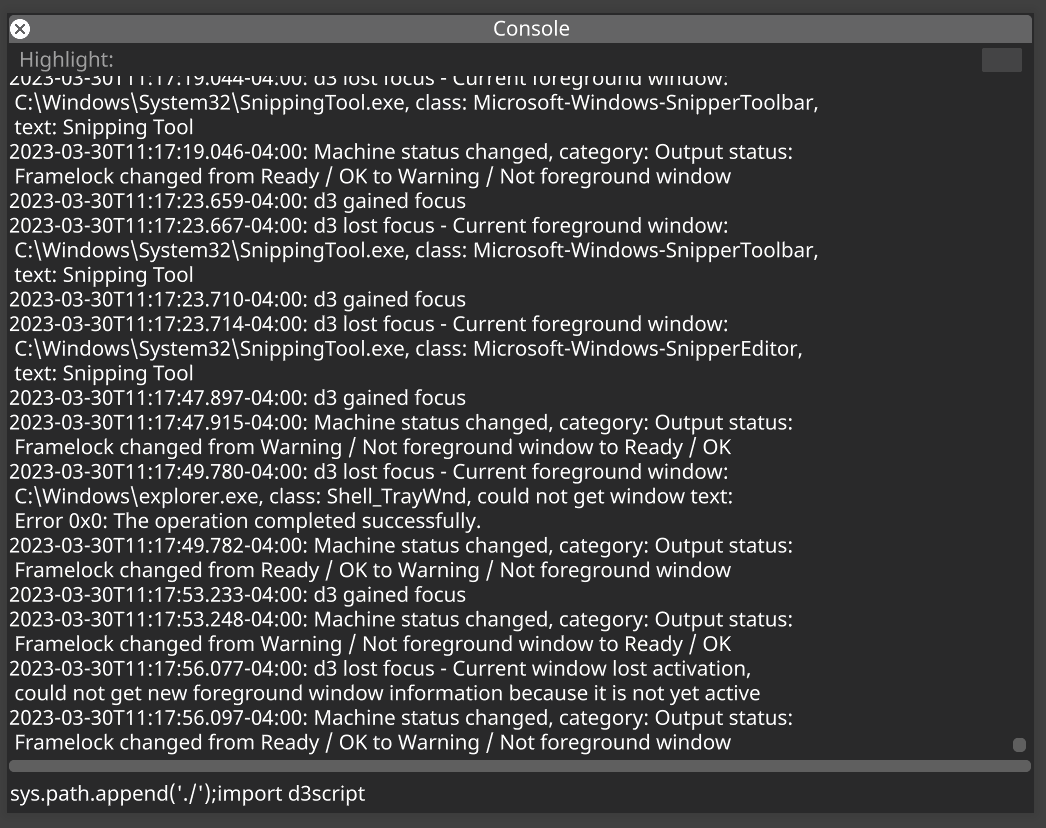 Console
Highlight:
2023-03-30T11:17:19.044-04:00: d3 lost focus - Current foreground window:
C:\Windows\System32\SnippingTool.exe, class: Microsoft-Windows-SnipperToolbar,
text: Snipping Tool
2023-03-30T11:17:19.046-04:00: Machine status changed, category: Output status:
Framelock changed from Ready / OK to Warning / Not foreground window
2023-03-30T11:17:23.659-04:00: d3 gained focus
2023-03-30T11:17:23.667-04:00: d3 lost focus - Current foreground window:
C:\Windows\System32\SnippingTool.exe, class: Microsoft-Windows-SnipperToolbar,
text: Snipping Tool
2023-03-30T11:17:23.710-04:00: d3 gained focus
2023-03-30T11:17:23.714-04:00: d3 lost focus - Current foreground window:
C:\Windows\System32\SnippingTool.exe, class: Microsoft-Windows-SnipperEditor,
text: Snipping Tool
2023-03-30T11:17:47.897-04:00: d3 gained focus
2023-03-30T11:17:47.915-04:00: Machine status changed, category: Output status:
Framelock changed from Warning / Not foreground window to Ready / OK
2023-03-30T11:17:49.780-04:00: d3 lost focus - Current foreground window:
C:\Windows\explorer.exe, class: Shell_TrayWnd, could not get window text:
Error 0x0: The operation completed successfully.
2023-03-30T11:17:49.782-04:00: Machine status changed, category: Output status:
Framelock changed from Ready / OK to Warning / Not foreground window
2023-03-30T11:17:53.233-04:00: d3 gained focus
2023-03-30T11:17:53.248-04:00: Machine status changed, category: Output status:
Framelock changed from Warning / Not foreground window to Ready / OK
2023-03-30T11:17:56.077-04:00: d3 lost focus - Current window lost activation,
could not get new foreground window information because it is not yet active
2023-03-30T11:17:56.097-04:00: Machine status changed, category: Output status:
Framelock changed from Ready / OK to Warning / Not foreground window
sys.path.append('./');import d3script